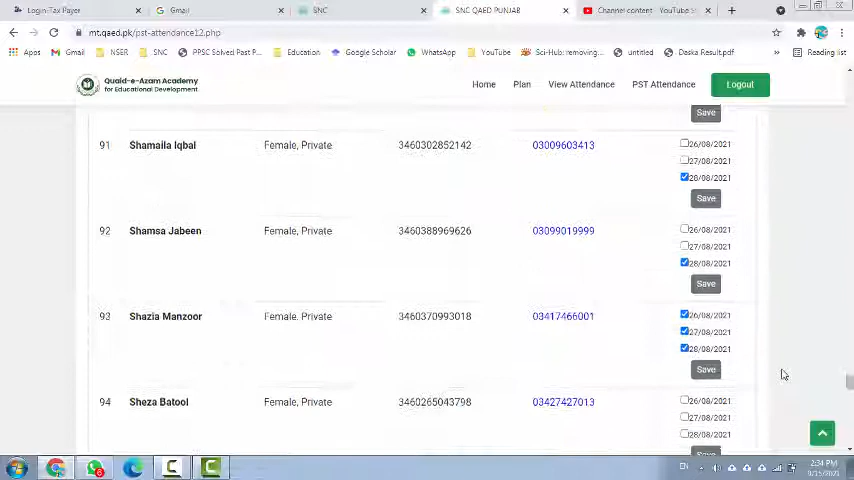 Login-Tax Payer
Gmail
SNC
SNC QAED PUNJAB
Channel content - YouTube
mt.qaed.pk/pst-attendance12.php
Apps
Gmail
NSER
SNC
PPSC Solved Past P...
Education
Google Scholar
WhatsApp
YouTube
Sci-Hub: removing...
Daska Result.pdf
Reading list
Quaid-e-Azam Academy
for Educational Development
Home
Plan
View Attendance
PST Attendance
Logout
Save
91 Shamaila Iqbal Female, Private 3460302852142 03009603413 26/08/2021
27/08/2021
28/08/2021
Save
92 Shamsa Jabeen Female, Private 3460388969626 03099019999 26/08/2021
27/08/2021
28/08/2021
Save
93 Shazia Manzoor Female, Private 3460370993018 03417466001 26/08/2021
27/08/2021
28/08/2021
Save
94 Sheza Batool Female, Private 3460265043798 03427427013 26/08/2021
27/08/2021
28/08/2021
Save
EN
2:34 PM
9/15/2021